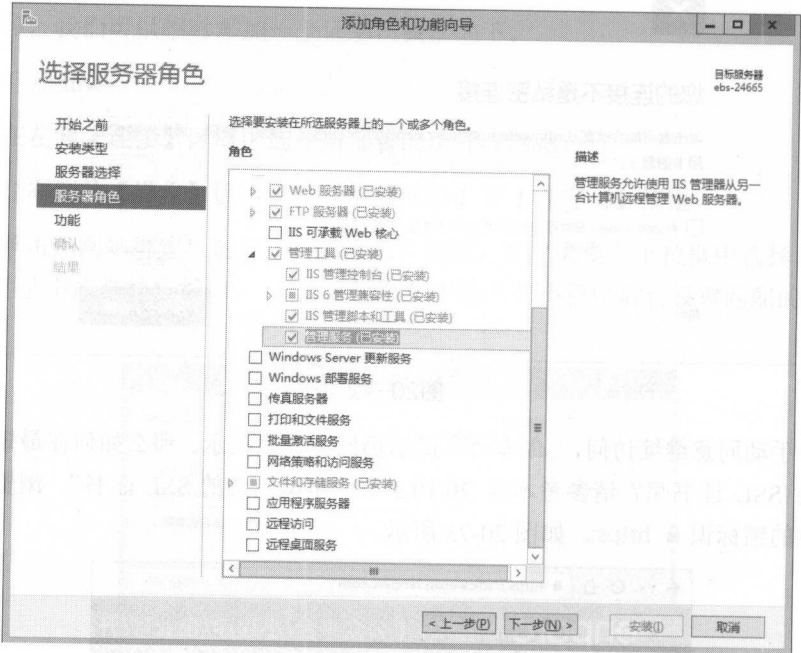 添加角色和功能向导
选择服务器角色
目标服务器
ebs-24665
开始之前
安装类型
服务器选择
服务器角色
功能
确认
结果
选择要安装在所选服务器上的一个或多个角色。
角色
Web 服务器 (已安装)
FTP 服务器 (已安装)
IIS 可承载 Web 核心
管理工具 (已安装)
IIS 管理控制台 (已安装)
IIS 6 管理兼容性 (已安装)
IIS 管理脚本和工具 (已安装)
管理服务 (已安装)
Windows Server 更新服务
Windows 部署服务
传真服务器
打印和文件服务
批量激活服务
网络策略和访问服务
文件和存储服务 (已安装)
应用程序服务器
远程访问
远程桌面服务
描述
管理服务允许使用 IIS 管理器从另一
台计算机远程管理 Web 服务器。
< 上一步(P)
下一步(N) >
安装(I)
取消